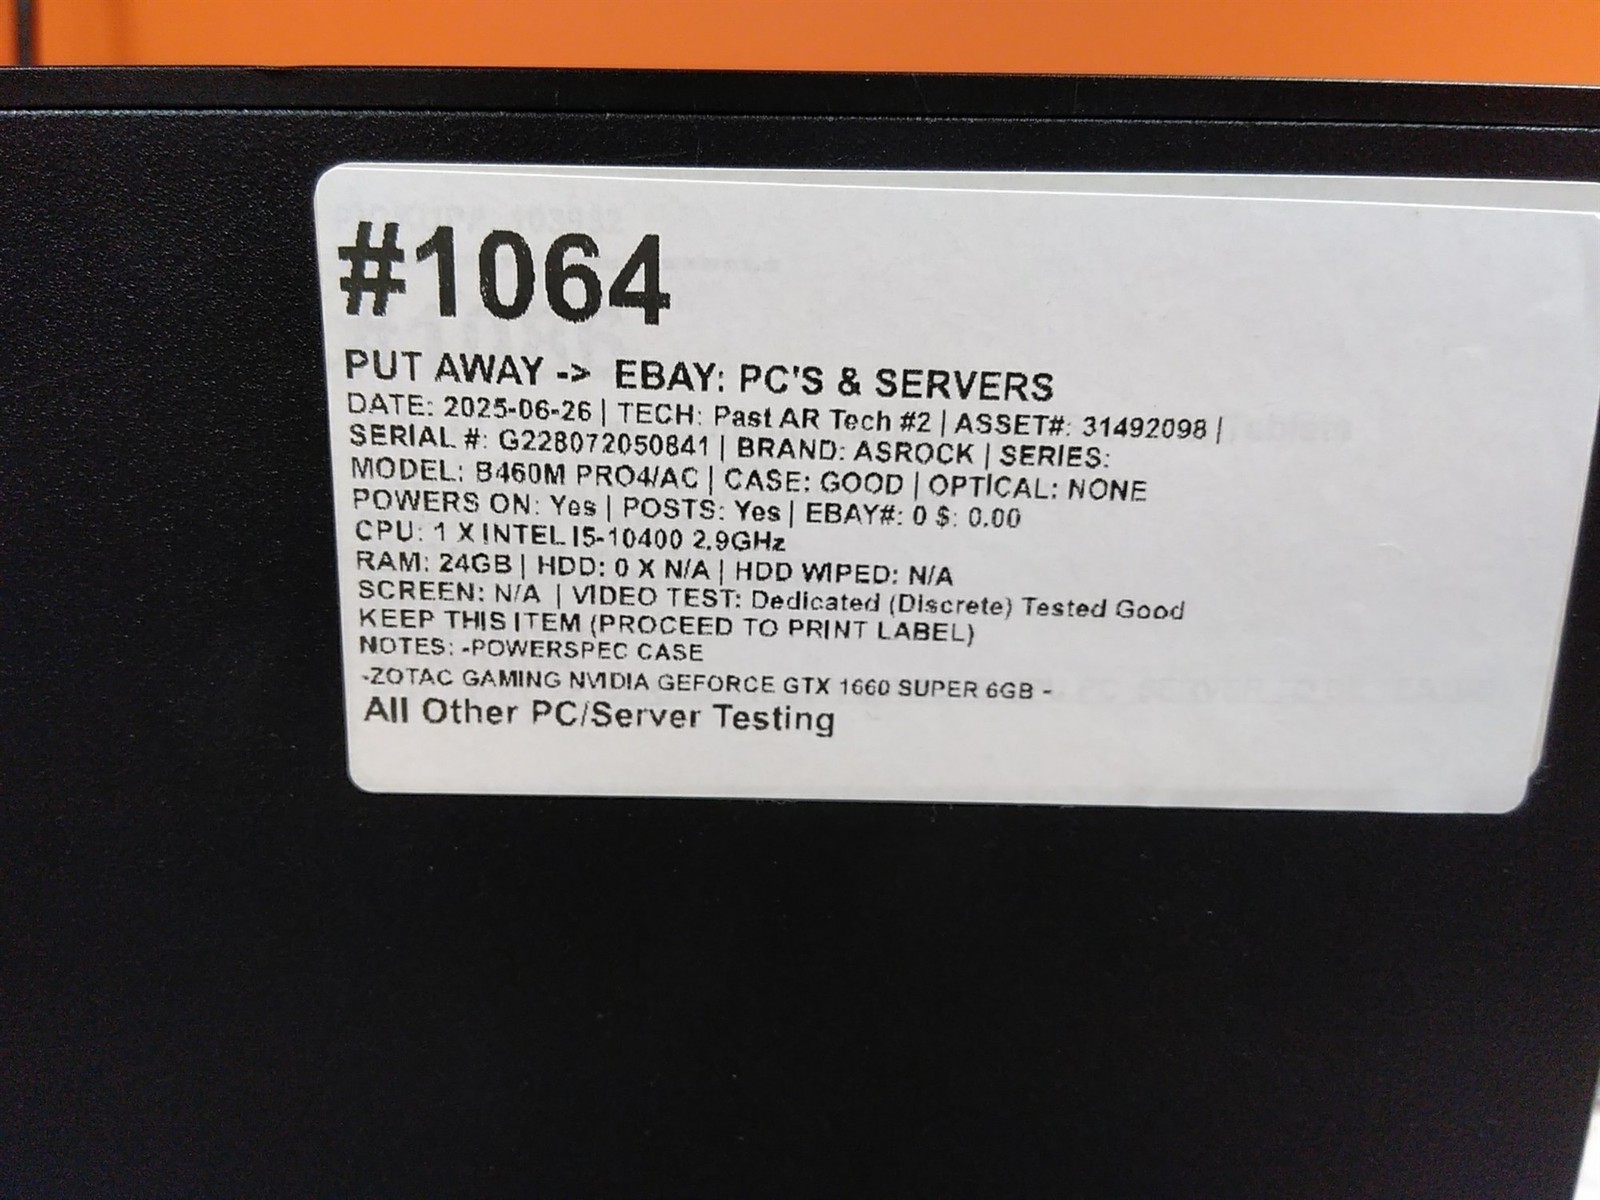 #1064
PUT AWAY -> EBAY: PC'S & SERVERS
DATE: 2025-06-26 | TECH: Past AR Tech #2 | ASSET#: 31492098 |
SERIAL #: G228072050841 | BRAND: ASROCK | SERIES:
MODEL: B460M PRO4/AC | CASE: GOOD | OPTICAL: NONE
POWERS ON: Yes | POSTS: Yes | EBAY#: 0 $: 0.00
CPU: 1 X INTEL I5-10400 2.9GHz
RAM: 24GB | HDD: 0 X N/A | HDD WIPED: N/A
SCREEN: N/A | VIDEO TEST: Dedicated (Discrete) Tested Good
KEEP THIS ITEM (PROCEED TO PRINT LABEL)
NOTES: -POWERSPEC CASE
-ZOTAC GAMING NVIDIA GEFORCE GTX 1660 SUPER 6GB -
All Other PC/Server Testing